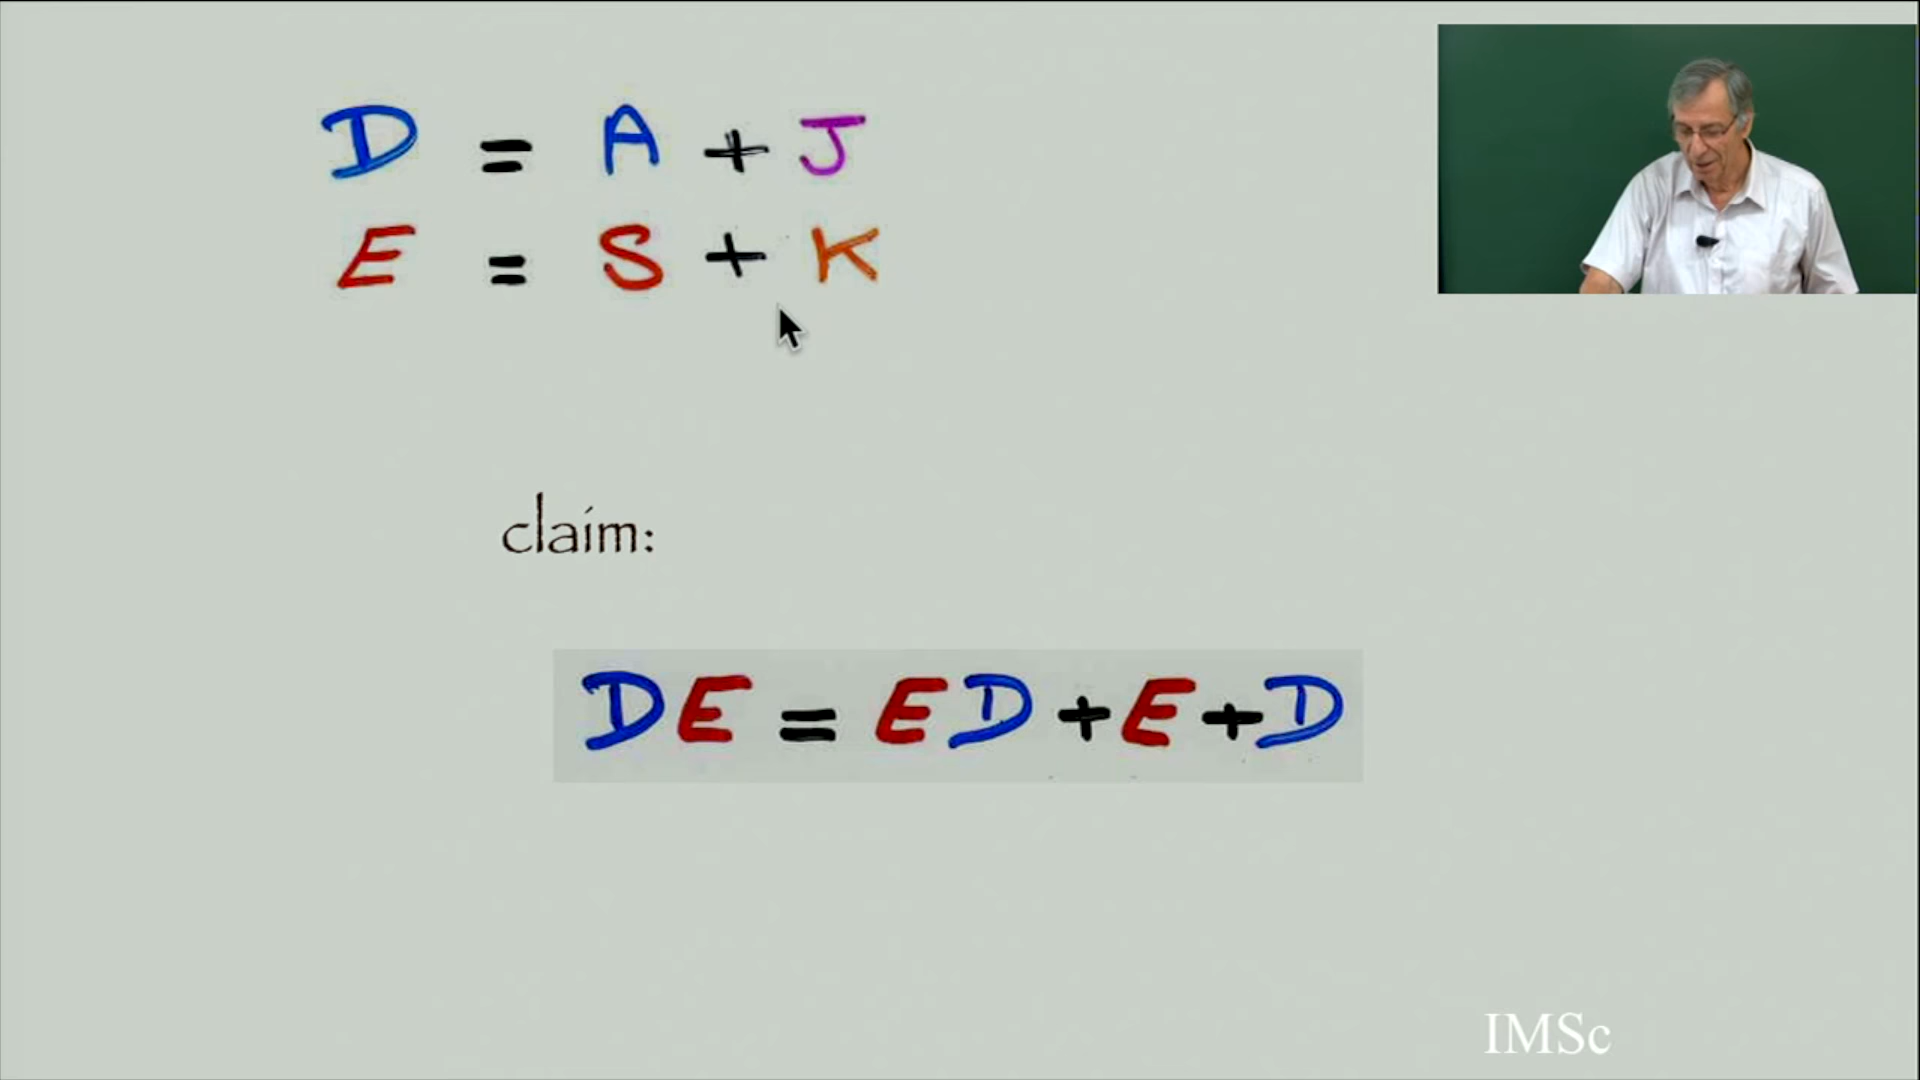 D = A + J
E = S + K
claim:
DE = ED + E + D
IMSc